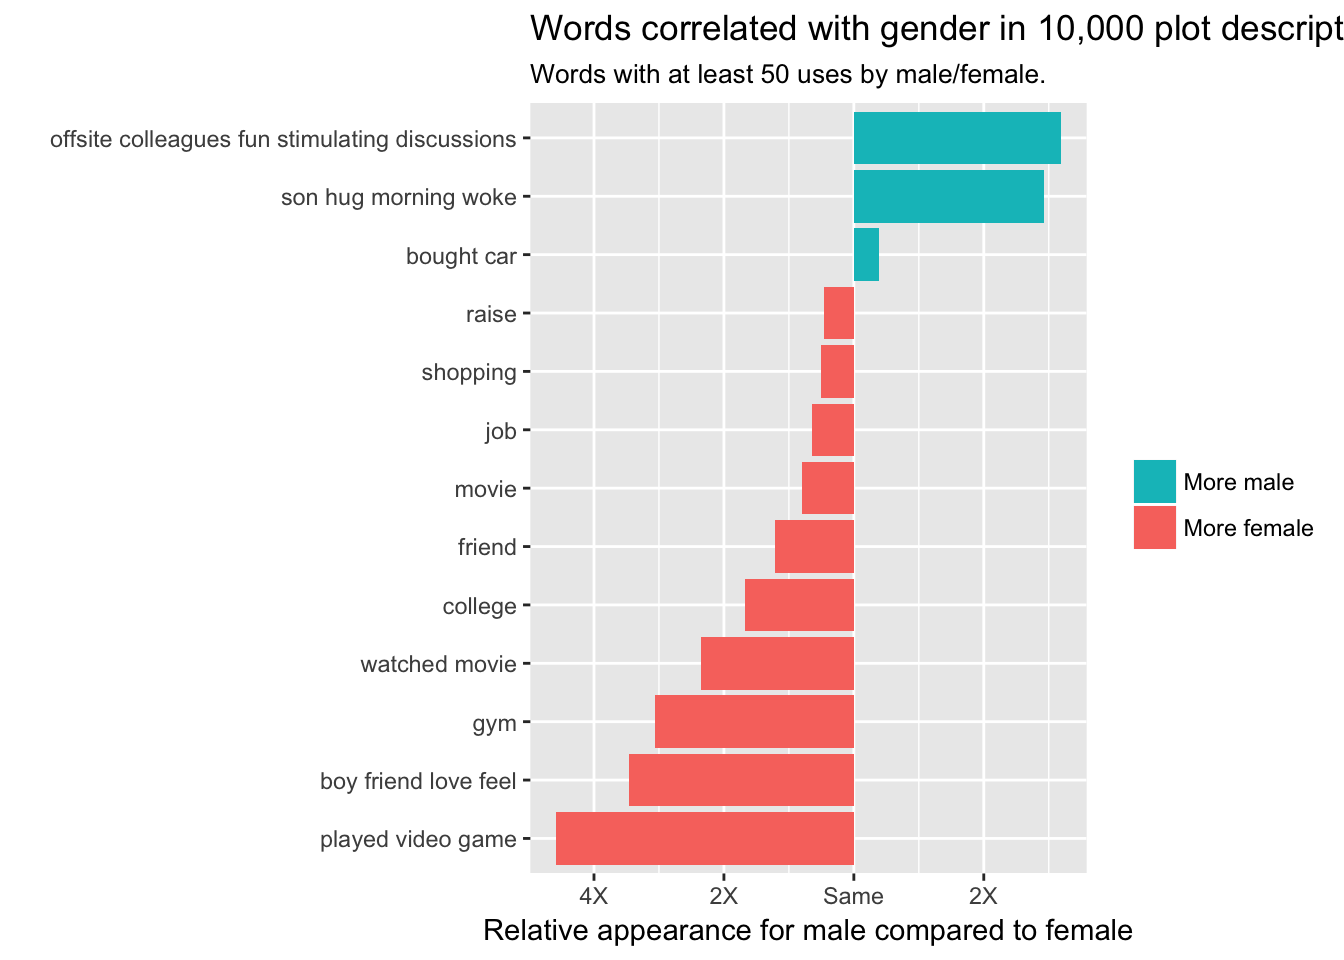 Words correlated with gender in 10,000 plot descript
Words with at least 50 uses by male/female.
offsite colleagues fun stimulating discussions
son hug morning woke
bought car
raise
shopping
job
movie
friend
college
watched movie
gym
boy friend love feel
played video game
4X 2X Same 2X
Relative appearance for male compared to female
More male
More female